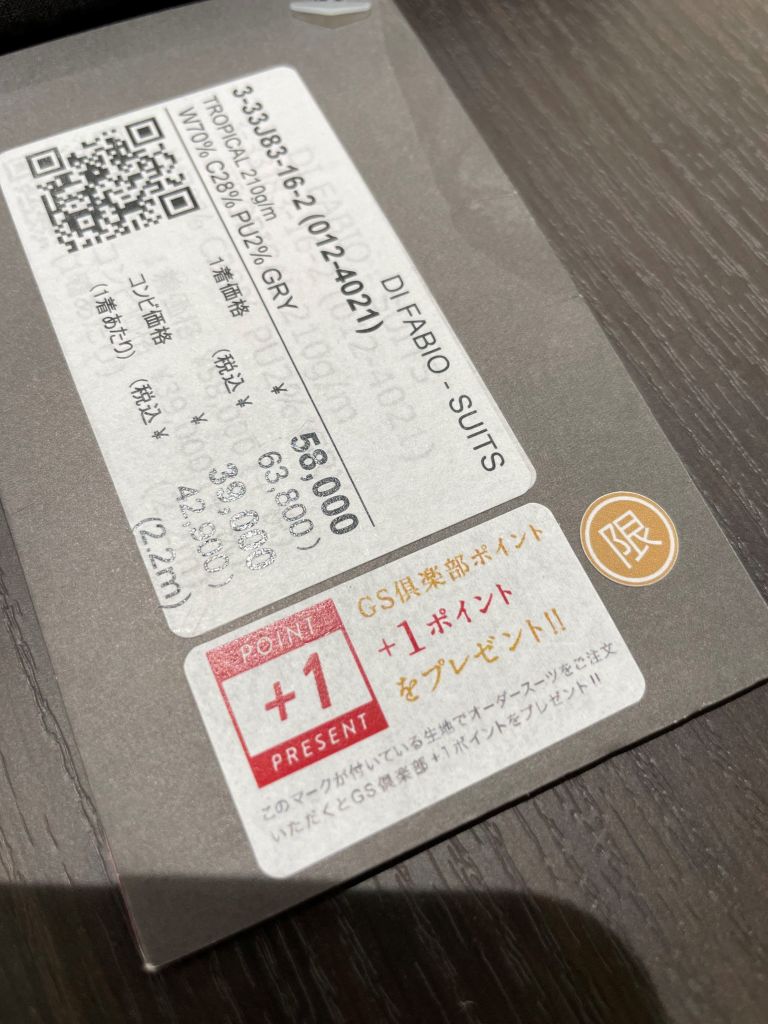 DI FABIO - SUITS
3-33J83-16-2 (012-4021)
TROPICAL 210g/m
W70% C28% PU2% GRY
1着価格 ¥ 58,000
(税込 ¥ 63,800)
コンビ価格 ¥ 39,000
(1着あたり) (税込 ¥ 42,900)
(2.2m)
限
POINT
+1
PRESENT
GS倶楽部ポイント
+1ポイント
をプレゼント!!
このマークが付いている生地でオーダースーツをご注文
いただくとGS倶楽部+1ポイントをプレゼント!!